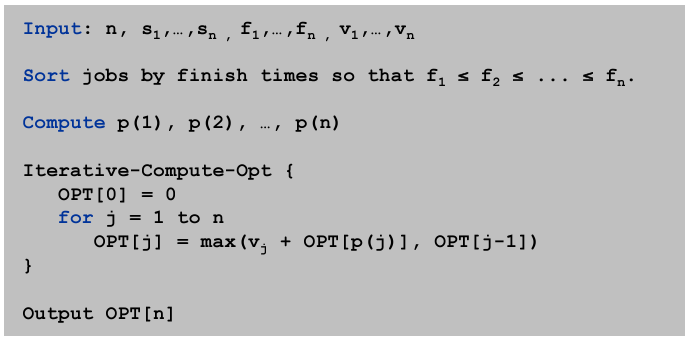 Input: n, s₁,…,sₙ , f₁,…,fₙ , v₁,…,vₙ
Sort jobs by finish times so that f₁ ≤ f₂ ≤ ... ≤ fₙ.
Compute p(1), p(2), …, p(n)
Iterative-Compute-Opt {
OPT[0] = 0
for j = 1 to n
OPT[j] = max(vⱼ + OPT[p(j)], OPT[j-1])
}
Output OPT[n]